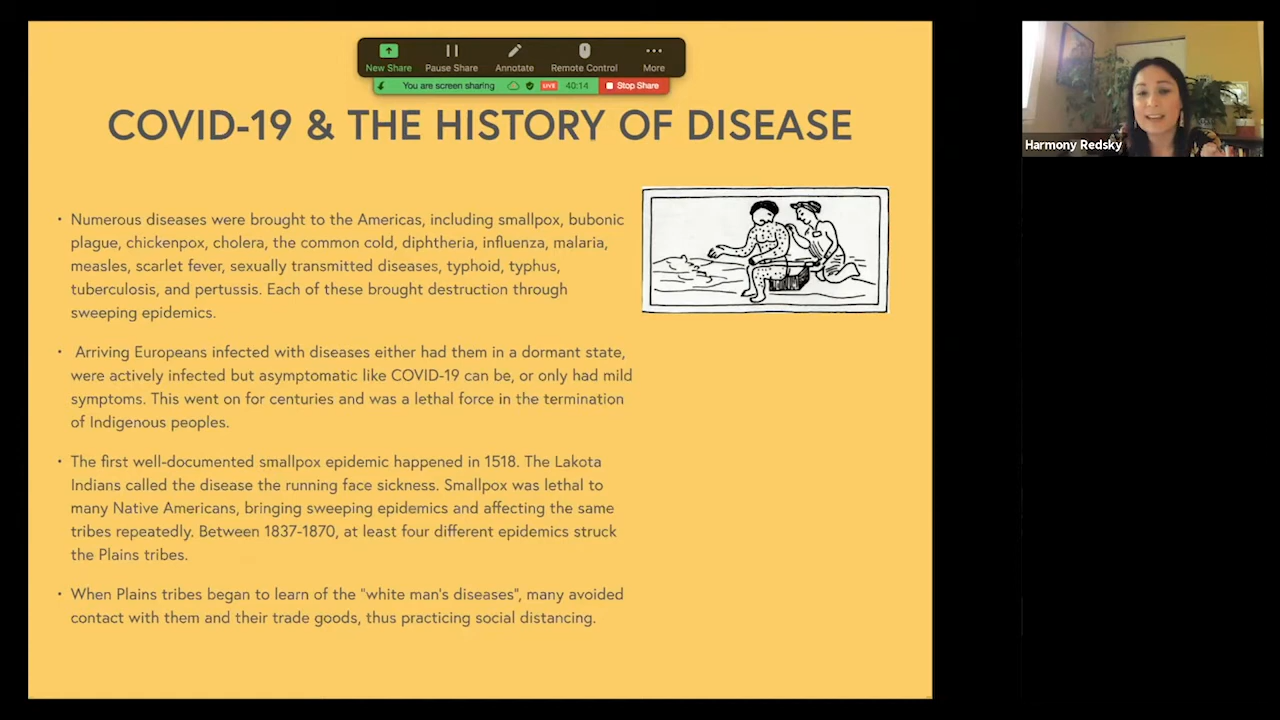 New Share
Pause Share
Annotate
Remote Control
More
You are screen sharing
LIVE
40:14
Stop Share
COVID-19 & THE HISTORY OF DISEASE
Harmony Redsky
• Numerous diseases were brought to the Americas, including smallpox, bubonic
plague, chickenpox, cholera, the common cold, diphtheria, influenza, malaria,
measles, scarlet fever, sexually transmitted diseases, typhoid, typhus,
tuberculosis, and pertussis. Each of these brought destruction through
sweeping epidemics.
• Arriving Europeans infected with diseases either had them in a dormant state,
were actively infected but asymptomatic like COVID-19 can be, or only had mild
symptoms. This went on for centuries and was a lethal force in the termination
of Indigenous peoples.
• The first well-documented smallpox epidemic happened in 1518. The Lakota
Indians called the disease the running face sickness. Smallpox was lethal to
many Native Americans, bringing sweeping epidemics and affecting the same
tribes repeatedly. Between 1837-1870, at least four different epidemics struck
the Plains tribes.
• When Plains tribes began to learn of the "white man's diseases", many avoided
contact with them and their trade goods, thus practicing social distancing.